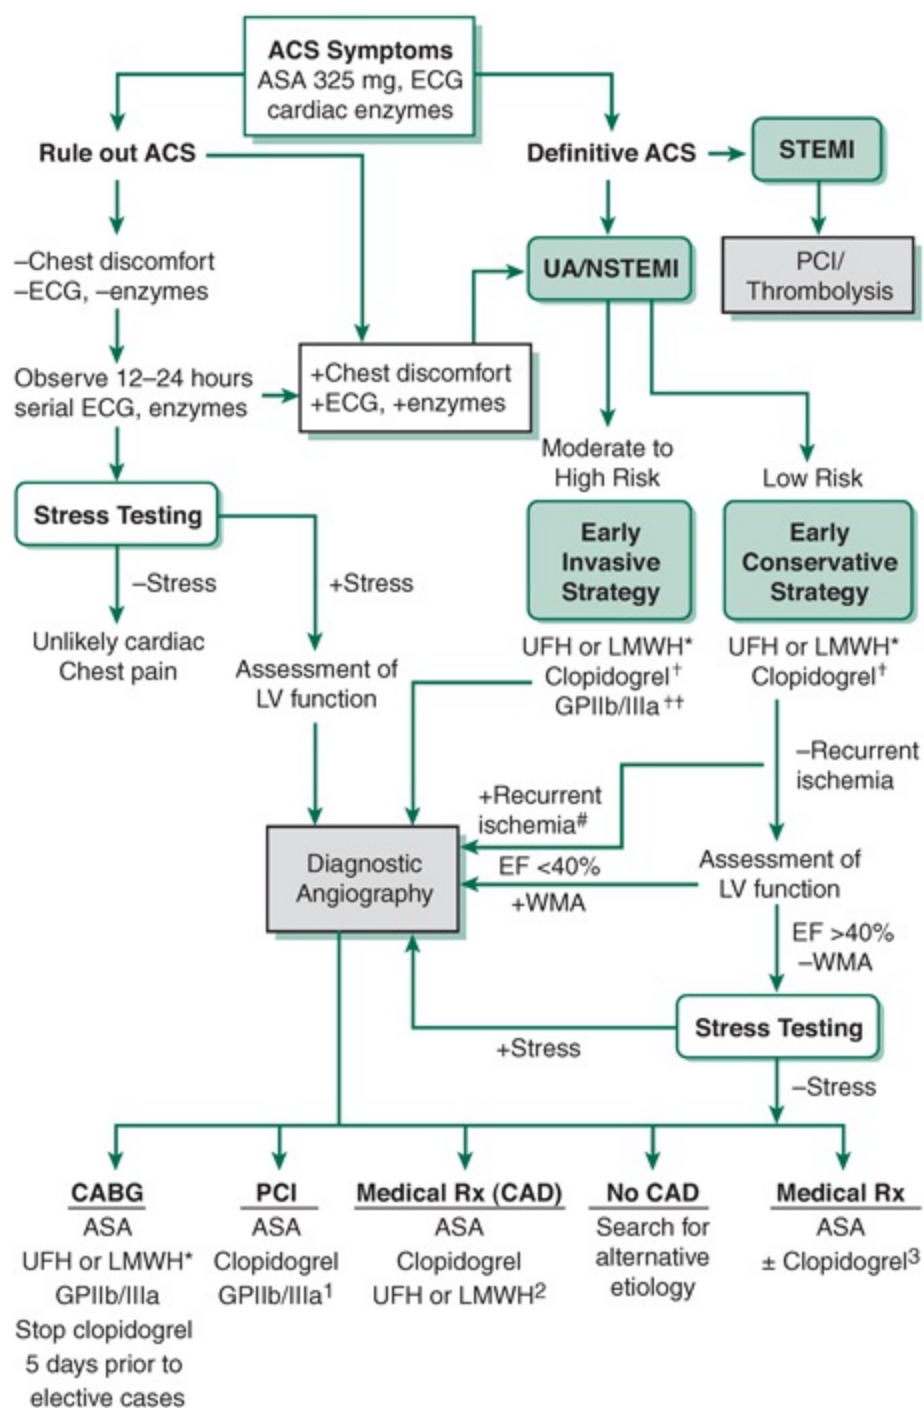 ACS Symptoms
ASA 325 mg, ECG
cardiac enzymes
Rule out ACS
Definitive ACS
STEMI
–Chest discomfort
–ECG, –enzymes
UA/NSTEMI
PCI/
Thrombolysis
Observe 12–24 hours
serial ECG, enzymes
+Chest discomfort
+ECG, +enzymes
Moderate to
High Risk
Low Risk
Stress Testing
Early
Invasive
Strategy
Early
Conservative
Strategy
–Stress
+Stress
Unlikely cardiac
Chest pain
Assessment of
LV function
UFH or LMWH*
Clopidogrel†
GPIIb/IIIa††
UFH or LMWH*
Clopidogrel†
–Recurrent
ischemia
+Recurrent
ischemia#
Diagnostic
Angiography
EF <40%
+WMA
Assessment of
LV function
EF >40%
–WMA
Stress Testing
+Stress
–Stress
CABG
ASA
UFH or LMWH*
GPIIb/IIIa
Stop clopidogrel
5 days prior to
elective cases
PCI
ASA
Clopidogrel
GPIIb/IIIa1
Medical Rx (CAD)
ASA
Clopidogrel
UFH or LMWH2
No CAD
Search for
alternative
etiology
Medical Rx
ASA
± Clopidogrel3